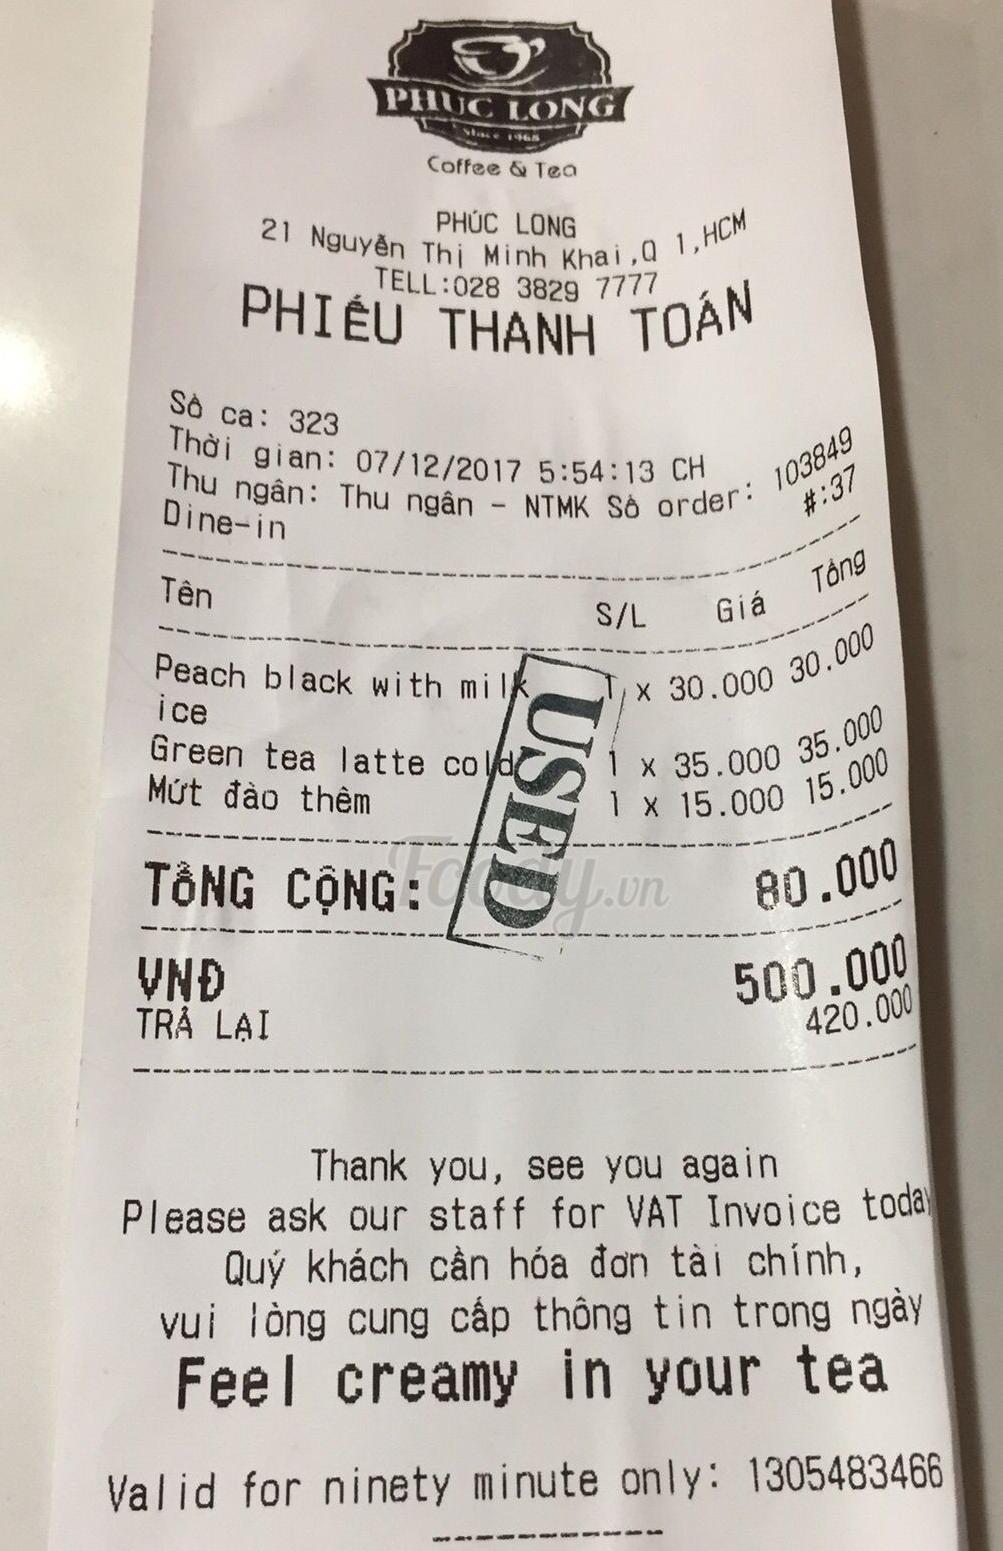 PHUC LONG
Since 1968
Coffee & Tea
PHÚC LONG
21 Nguyễn Thị Minh Khai,Q 1,HCM
TELL:028 3829 7777
PHIẾU THANH TOÁN
Số ca: 323
Thời gian: 07/12/2017 5:54:13 CH
Thu ngân: Thu ngân - NTMK Số order: 103849
Dine-in #:37
Tên S/L Giá Tổng
Peach black with milk 1 x 30.000 30.000
ice
Green tea latte cold 1 x 35.000 35.000
Mứt đào thêm 1 x 15.000 15.000
USED
Foody.vn
TỔNG CỘNG: 80.000
VNĐ 500.000
TRẢ LẠI 420.000
Thank you, see you again
Please ask our staff for VAT Invoice today
Quý khách cần hóa đơn tài chính,
vui lòng cung cấp thông tin trong ngày
Feel creamy in your tea
Valid for ninety minute only: 1305483466